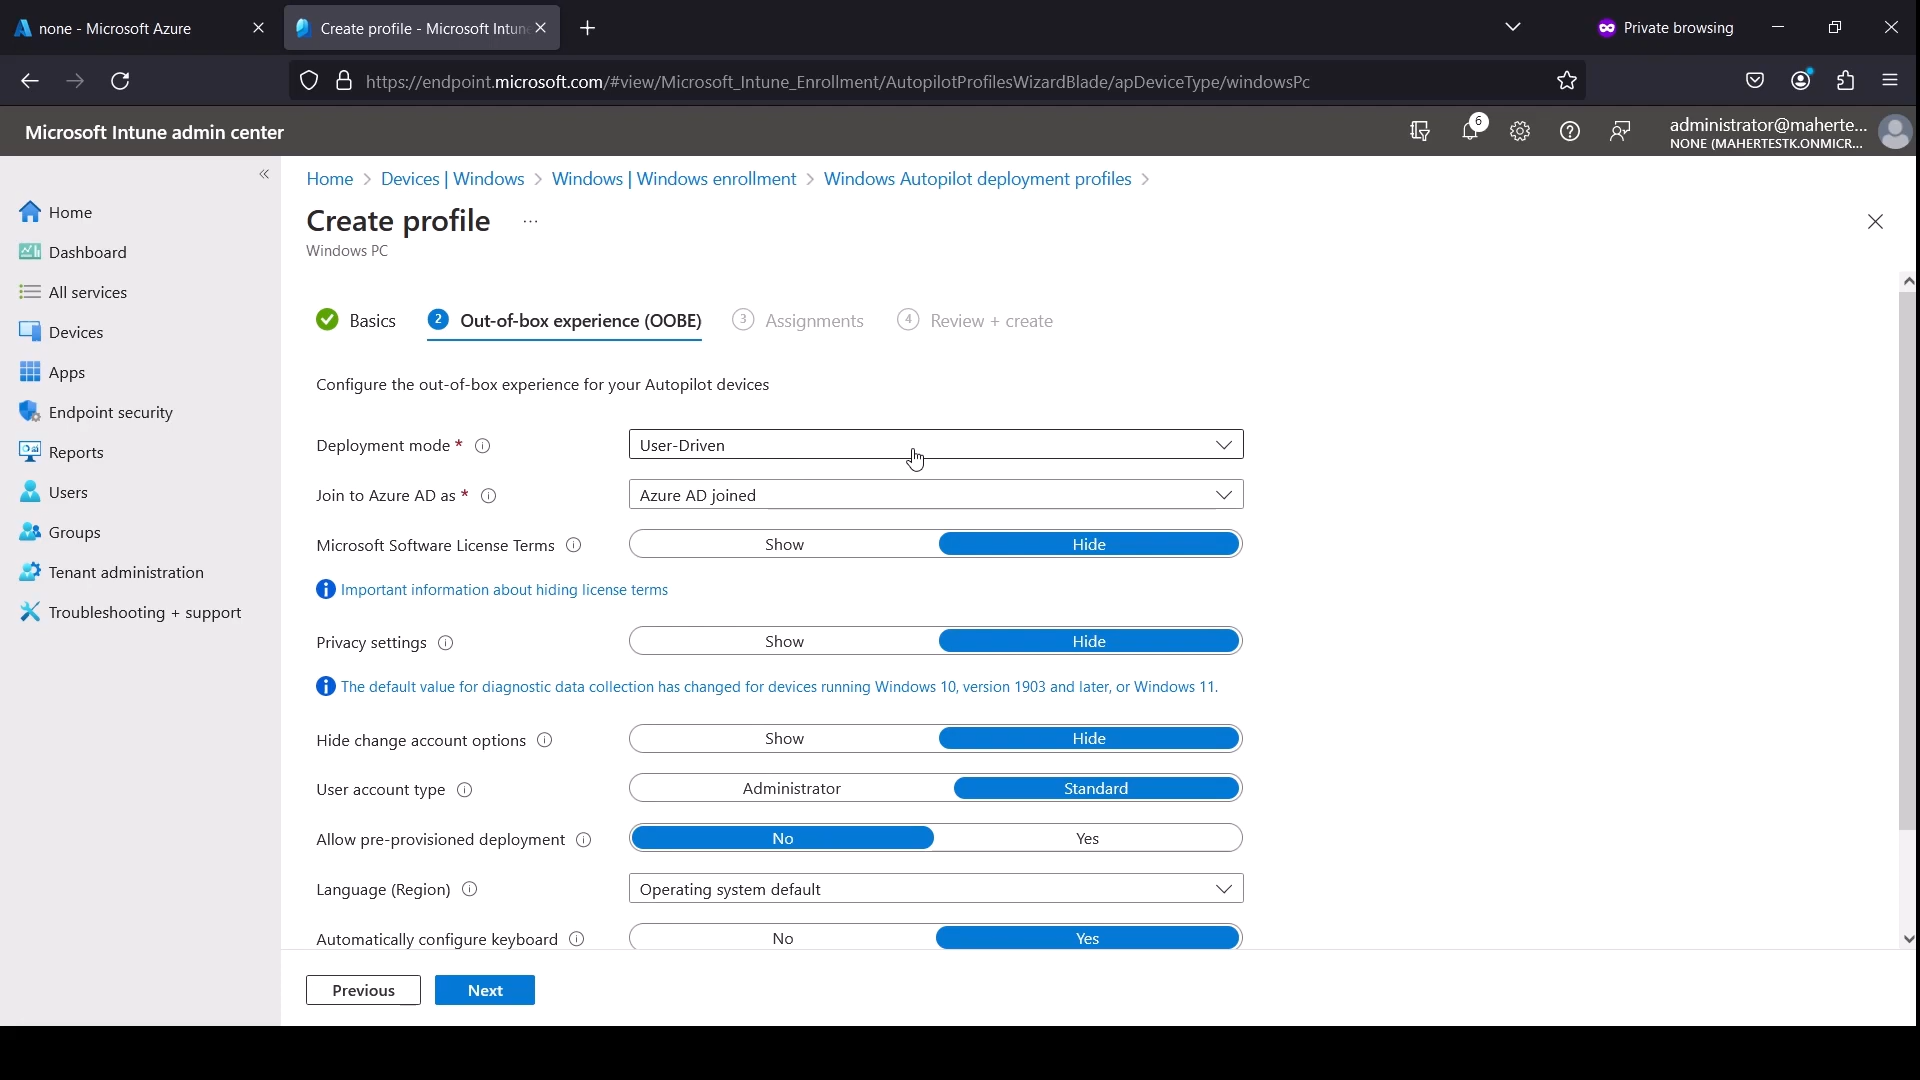 none - Microsoft Azure
Create profile - Microsoft Intun
Private browsing
https://endpoint.microsoft.com/#view/Microsoft_Intune_Enrollment/AutopilotProfilesWizardBlade/apDeviceType/windowsPc
Microsoft Intune admin center
6
administrator@maherte...
NONE (MAHERTESTK.ONMICR...
Home > Devices | Windows > Windows | Windows enrollment > Windows Autopilot deployment profiles >
Create profile ...
Windows PC
Home
Dashboard
All services
Devices
Apps
Endpoint security
Reports
Users
Groups
Tenant administration
Troubleshooting + support
Basics 2 Out-of-box experience (OOBE) 3 Assignments 4 Review + create
Configure the out-of-box experience for your Autopilot devices
Deployment mode * User-Driven
Join to Azure AD as * Azure AD joined
Microsoft Software License Terms Show Hide
Important information about hiding license terms
Privacy settings Show Hide
The default value for diagnostic data collection has changed for devices running Windows 10, version 1903 and later, or Windows 11.
Hide change account options Show Hide
User account type Administrator Standard
Allow pre-provisioned deployment No Yes
Language (Region) Operating system default
Automatically configure keyboard No Yes
Previous Next